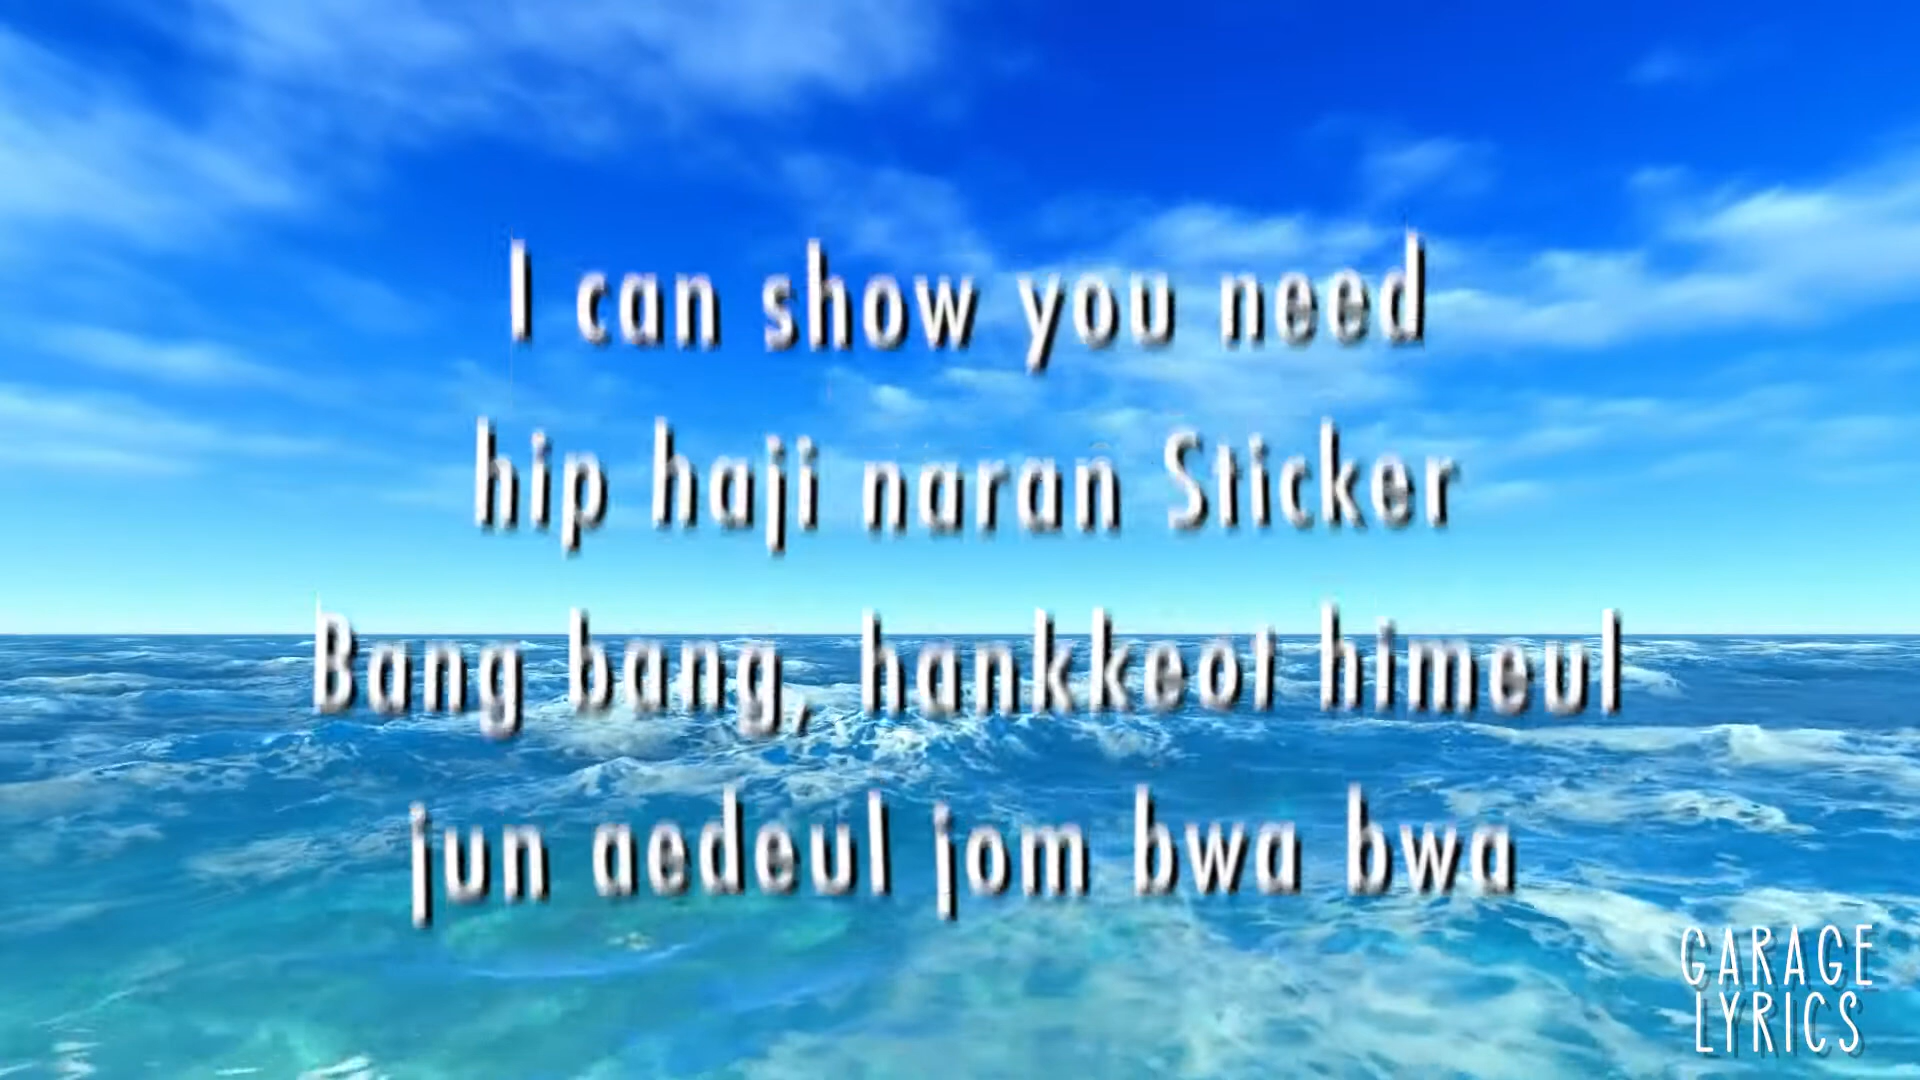 I can show you need
hip haji naran Sticker
Bang bang, hankkeot himeul
jun aedeul jom bwa bwa
GARAGE
LYRICS